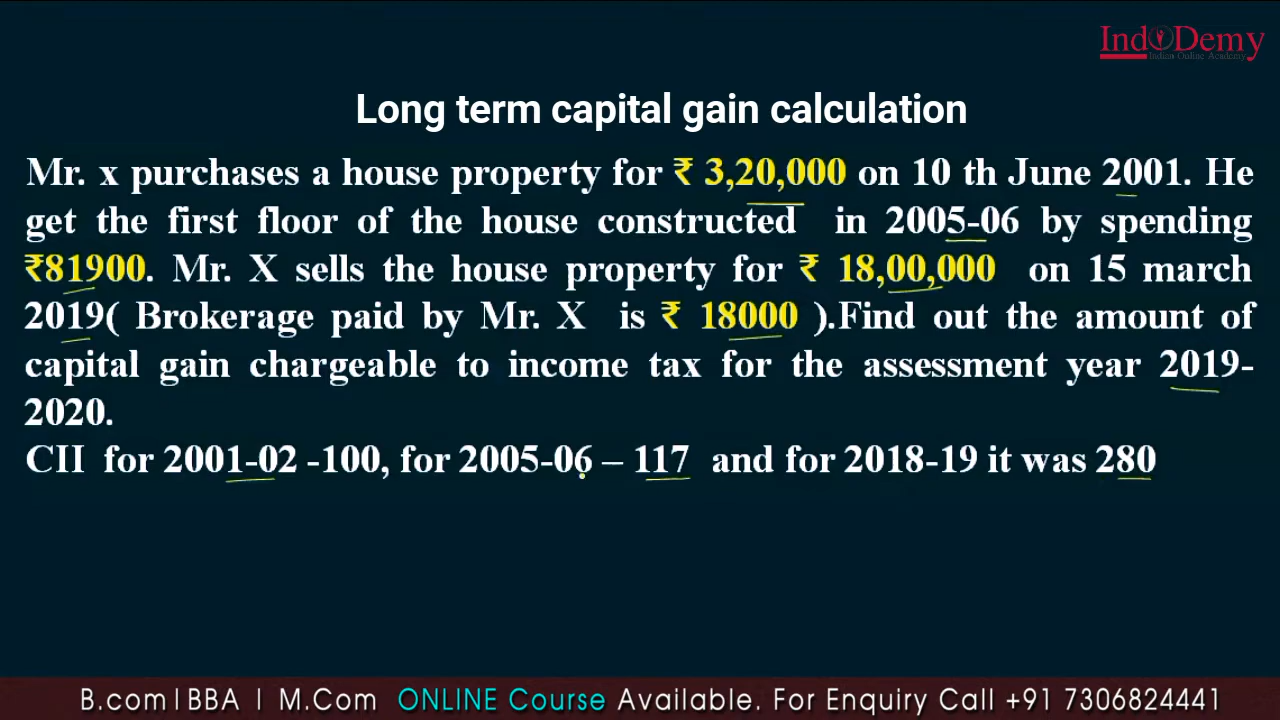 IndoDemy
Indian Online Academy
Long term capital gain calculation
Mr. x purchases a house property for ₹ 3,20,000 on 10 th June 2001. He
get the first floor of the house constructed in 2005-06 by spending
₹81900. Mr. X sells the house property for ₹ 18,00,000 on 15 march
2019( Brokerage paid by Mr. X is ₹ 18000 ).Find out the amount of
capital gain chargeable to income tax for the assessment year 2019-
2020.
CII for 2001-02 -100, for 2005-06 – 117 and for 2018-19 it was 280
B.com|BBA | M.Com ONLINE Course Available. For Enquiry Call +91 7306824441